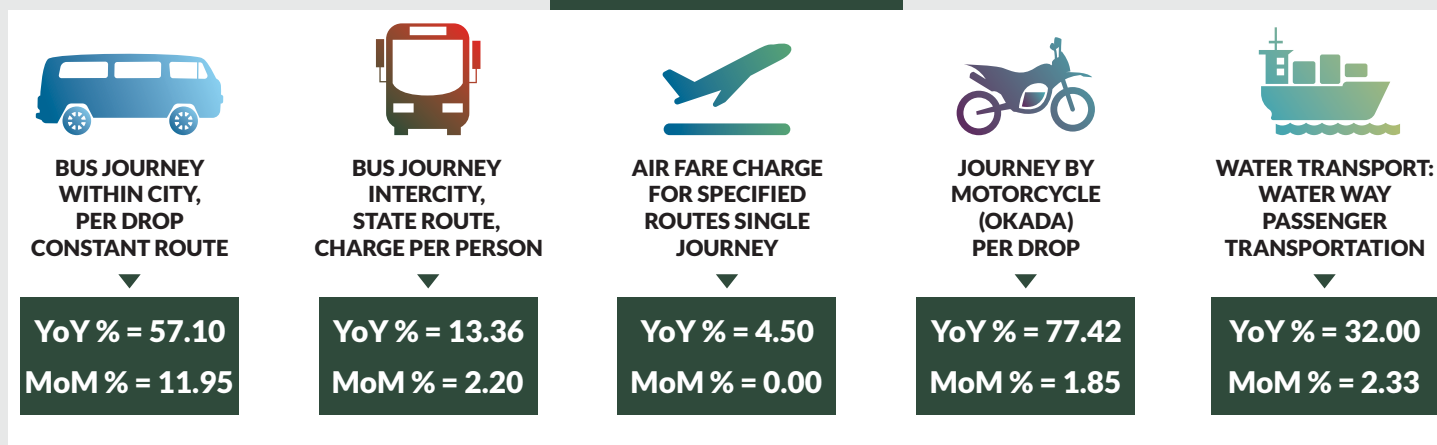 BUS JOURNEY
WITHIN CITY,
PER DROP
CONSTANT ROUTE
YoY % = 57.10
MoM % = 11.95
BUS JOURNEY
INTERCITY,
STATE ROUTE,
CHARGE PER PERSON
YoY % = 13.36
MoM % = 2.20
AIR FARE CHARGE
FOR SPECIFIED
ROUTES SINGLE
JOURNEY
YoY % = 4.50
MoM % = 0.00
JOURNEY BY
MOTORCYCLE
(OKADA)
PER DROP
YoY % = 77.42
MoM % = 1.85
WATER TRANSPORT:
WATER WAY
PASSENGER
TRANSPORTATION
YoY % = 32.00
MoM % = 2.33